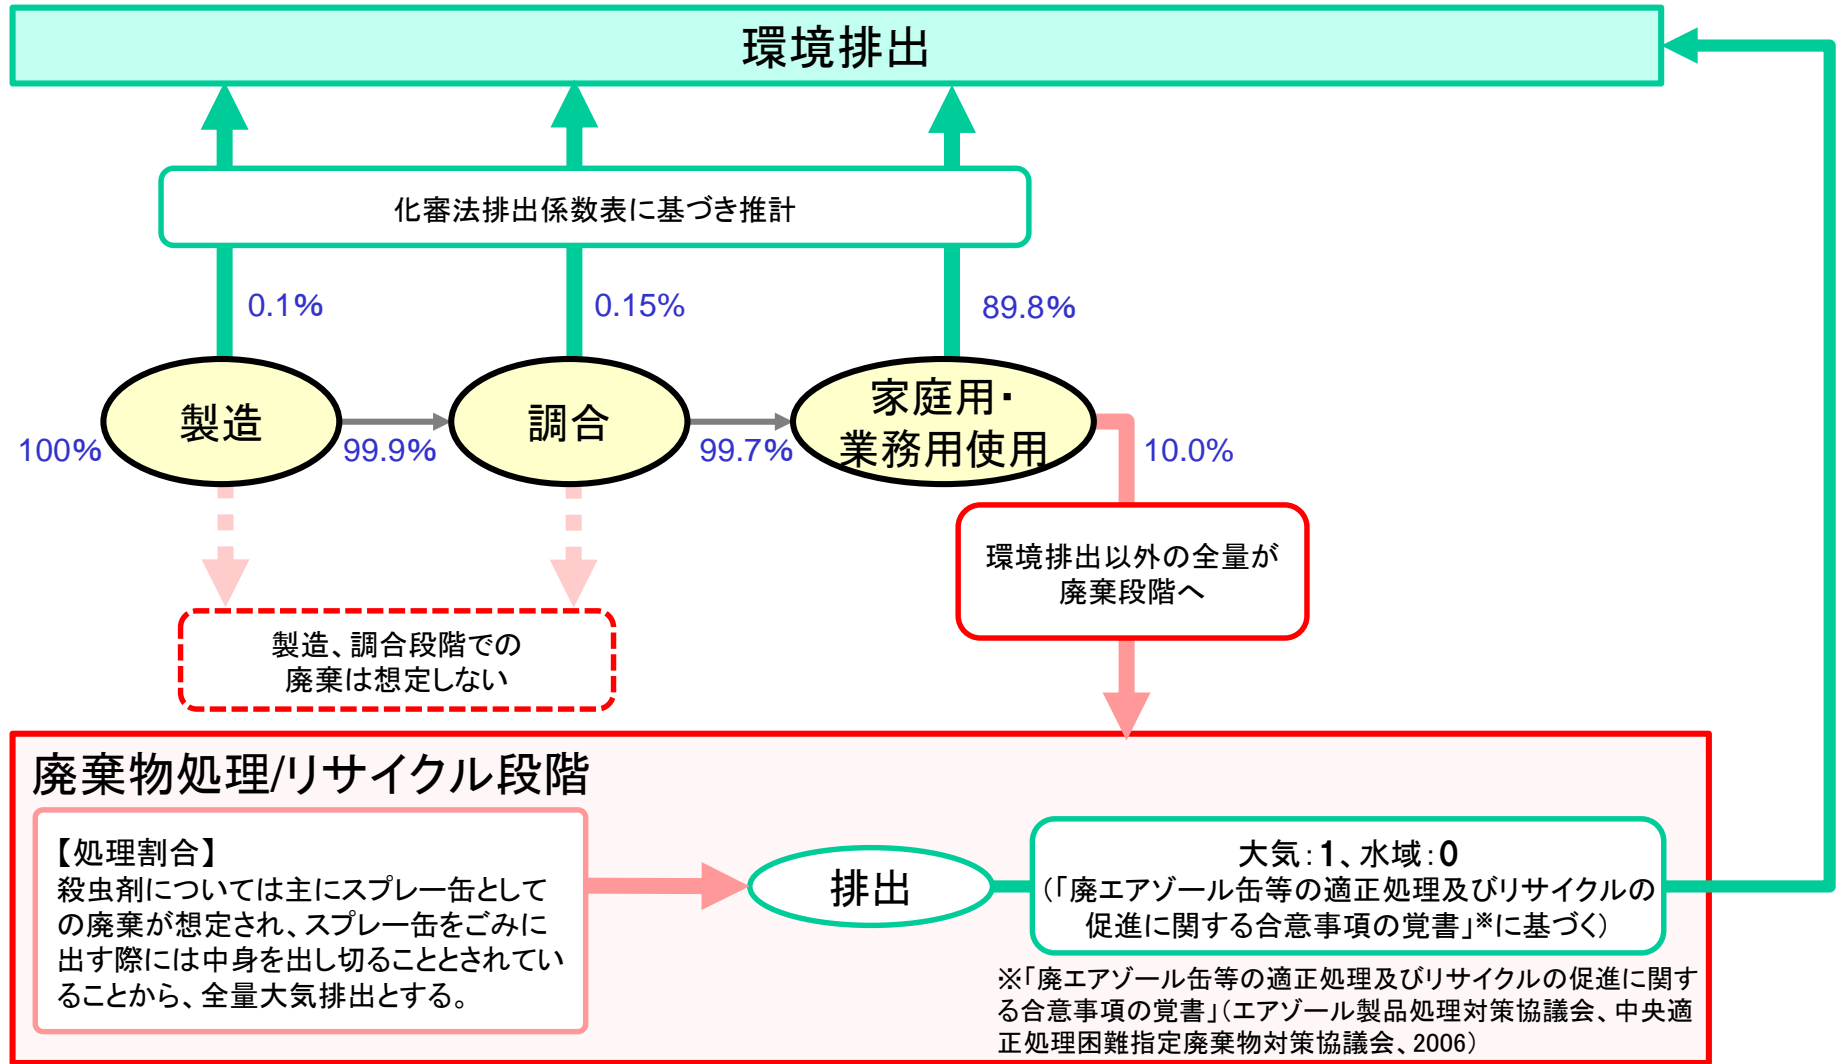 環境排出
化審法排出係数表に基づき推計
0.1%
0.15%
89.8%
製造
調合
家庭用・
業務用使用
100%
99.9%
99.7%
10.0%
環境排出以外の全量が
廃棄段階へ
製造、調合段階での
廃棄は想定しない
廃棄物処理/リサイクル段階
【処理割合】
殺虫剤については主にスプレー缶として
の廃棄が想定され、スプレー缶をごみに
出す際には中身を出し切ることとされてい
ることから、全量大気排出とする。
排出
大気:1、水域:0
(「廃エアゾール缶等の適正処理及びリサイクルの
促進に関する合意事項の覚書」※に基づく)
※「廃エアゾール缶等の適正処理及びリサイクルの促進に関す
る合意事項の覚書」(エアゾール製品処理対策協議会、中央適
正処理困難指定廃棄物対策協議会、2006)